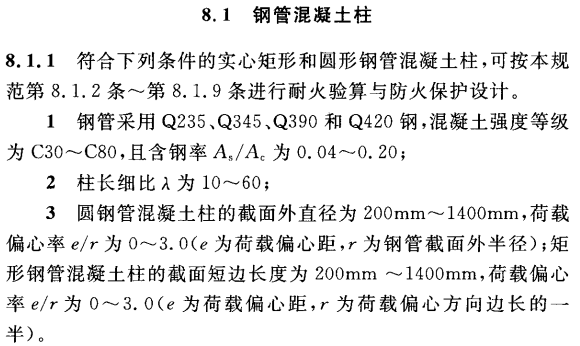 8.1 钢管混凝土柱
8.1.1 符合下列条件的实心矩形和圆形钢管混凝土柱,可按本规
范第 8.1.2 条～第 8.1.9 条进行耐火验算与防火保护设计。
1 钢管采用 Q235、Q345、Q390 和 Q420 钢,混凝土强度等级
为 C30～C80,且含钢率 As/Ac 为 0.04～0.20;
2 柱长细比 λ 为 10～60;
3 圆钢管混凝土柱的截面外直径为 200mm～1400mm,荷载
偏心率 e/r 为 0～3.0(e 为荷载偏心距,r 为钢管截面外半径);矩
形钢管混凝土柱的截面短边长度为 200mm ～1400mm,荷载偏心
率 e/r 为 0～3.0(e 为荷载偏心距,r 为荷载偏心方向边长的一
半)。